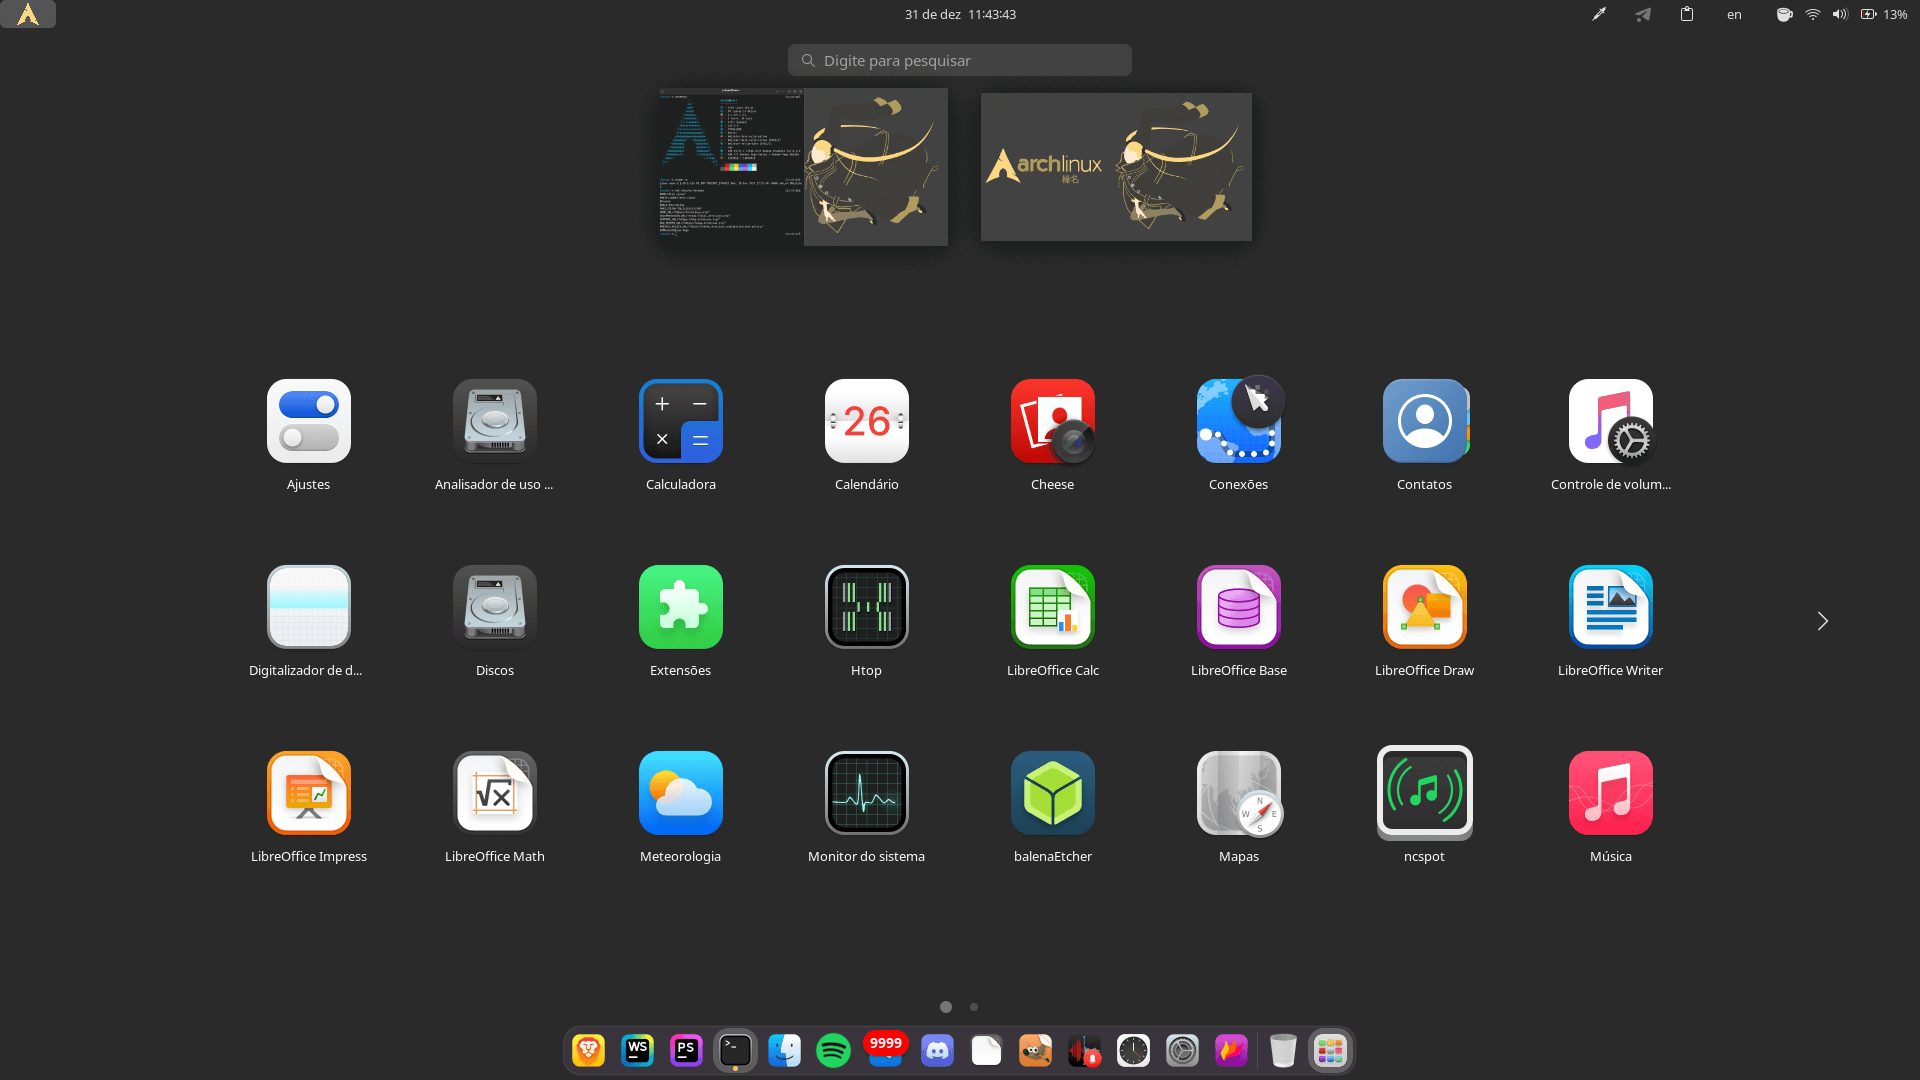 31 de dez 11:43:43
en
13%
Digite para pesquisar
archlinux
榛名
Ajustes
Analisador de uso ...
Calculadora
26
Calendário
Cheese
Conexões
Contatos
Controle de volum...
Digitalizador de d...
Discos
Extensões
Htop
LibreOffice Calc
LibreOffice Base
LibreOffice Draw
LibreOffice Writer
LibreOffice Impress
√x
LibreOffice Math
Meteorologia
Monitor do sistema
balenaEtcher
N
W E
S
Mapas
ncspot
Música
WS
PS
>_
9999